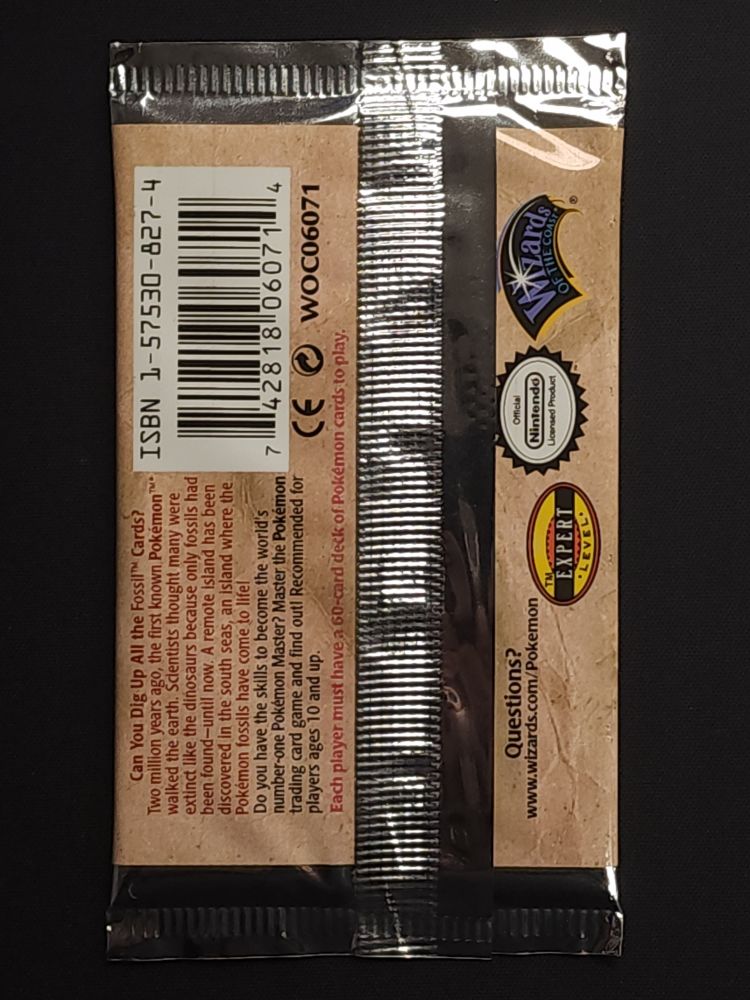 Can You Dig Up All the Fossil™ Cards?
Two million years ago, the first known Pokémon™*
walked the earth. Scientists thought many were
extinct like the dinosaurs because only fossils had
been found—until now. A remote island has been
discovered in the south seas, an island where the
Pokémon fossils have come to life!
Do you have the skills to become the world's
number-one Pokémon Master? Master the Pokémon
trading card game and find out! Recommended for
players ages 10 and up.
Each player must have a 60-card deck of Pokémon cards to play.
ISBN 1-57530-827-4
7 42818 06071 4
CE WOC06071
Questions?
www.wizards.com/Pokemon
TM
EXPERT
LEVEL
Official
Nintendo
Licensed Product
Wizards
OF THE COAST
®